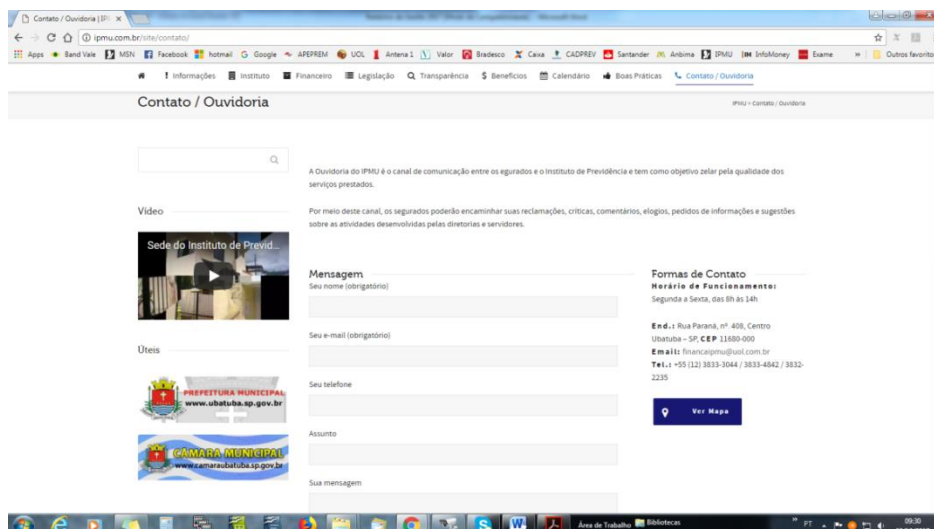 Contato / Ouvidoria | IPM
ipmu.com.br/site/contato/
Apps Band Vale MSN Facebook hotmail Google APEPREM UOL Antena 1 Valor Bradesco Caixa CADPREV Santander Anbima IPMU InfoMoney Exame » Outros favorito
Informações Instituto Financeiro Legislação Transparência Benefícios Calendário Boas Práticas Contato / Ouvidoria
Contato / Ouvidoria
IPMU > Contato / Ouvidoria
A Ouvidoria do IPMU é o canal de comunicação entre os egurados e o Instituto de Previdência e tem como objetivo zelar pela qualidade dos
serviços prestados.
Por meio deste canal, os segurados poderão encaminhar suas reclamações, críticas, comentários, elogios, pedidos de informações e sugestões
sobre as atividades desenvolvidas pelas diretorias e servidores.
Vídeo
Sede do Instituto de Previd...
Úteis
PREFEITURA MUNICIPAL
www.ubatuba.sp.gov.br
CÂMARA MUNICIPAL
www.camaraubatuba.sp.gov.br
Mensagem
Seu nome (obrigatório)
Seu e-mail (obrigatório)
Seu telefone
Assunto
Sua mensagem
Formas de Contato
Horário de Funcionamento:
Segunda a Sexta, das 8h às 14h
End.: Rua Paraná, nº. 408, Centro
Ubatuba – SP, CEP 11680-000
Email: financaipmu@uol.com.br
Tel.: +55 (12) 3833-3044 / 3833-4842 / 3832-
2235
Ver Mapa
Área de Trabalho Bibliotecas » PT 09:30